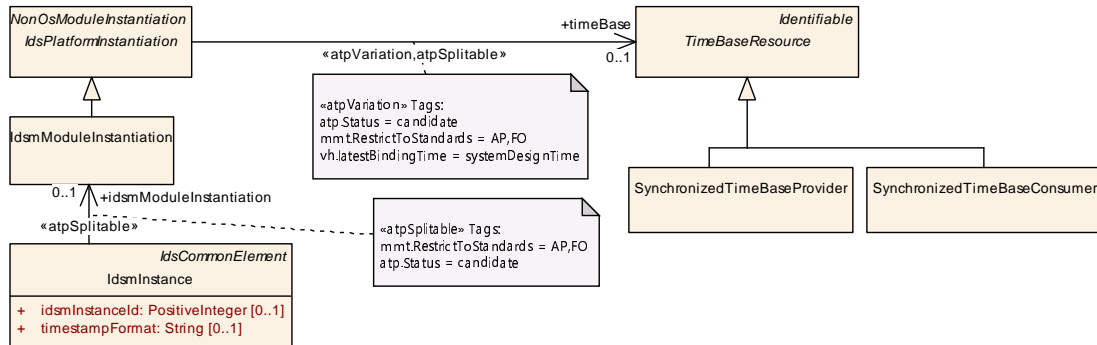 NonOsModuleInstantiation
IdsPlatformInstantiation
+timeBase
0..1
«atpVariation,atpSplitable»
Identifiable
TimeBaseResource
«atpVariation» Tags:
atp.Status = candidate
mmt.RestrictToStandards = AP,FO
vh.latestBindingTime = systemDesignTime
IdsmModuleInstantiation
0..1
+idsmModuleInstantiation
«atpSplitable»
SynchronizedTimeBaseProvider
SynchronizedTimeBaseConsumer
«atpSplitable» Tags:
mmt.RestrictToStandards = AP,FO
atp.Status = candidate
IdsCommonElement
IdsmInstance
+ idsmInstanceId: PositiveInteger [0..1]
+ timestampFormat: String [0..1]